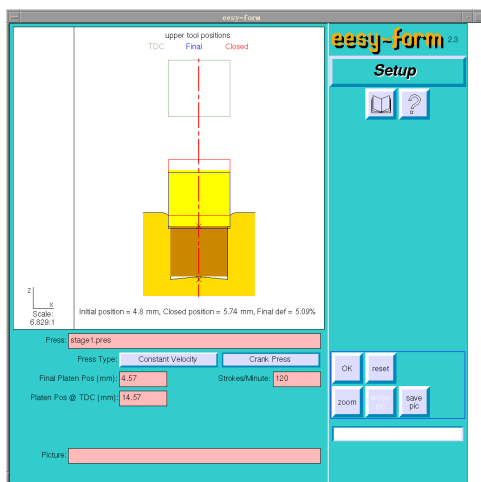 eesy-form
upper tool positions
TDC Final Closed
eesy-form 2.3
Setup
?
z
x
Scale:
6.829:1
Initial position = 4.8 mm, Closed position = 5.74 mm, Final def = 5.09%
Press: stage1.pres
Press Type: Constant Velocity Crank Press
Final Platen Pos (mm): 4.57 Strokes/Minute: 120
Platen Pos @ TDC (mm): 14.57
OK reset
zoom whole pic save pic
Picture: